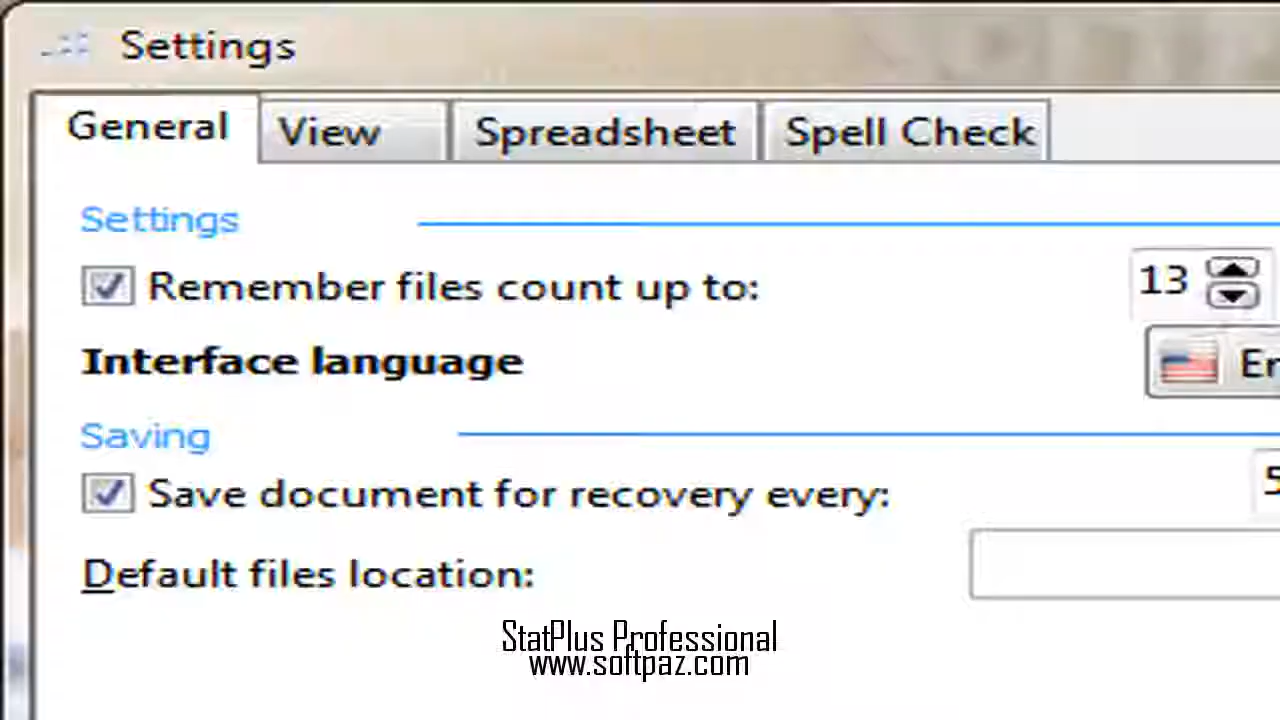 Settings
General View Spreadsheet Spell Check
Settings
Remember files count up to: 13
Interface language
Saving
Save document for recovery every: 5
Default files location:
StatPlus Professional
www.softpaz.com